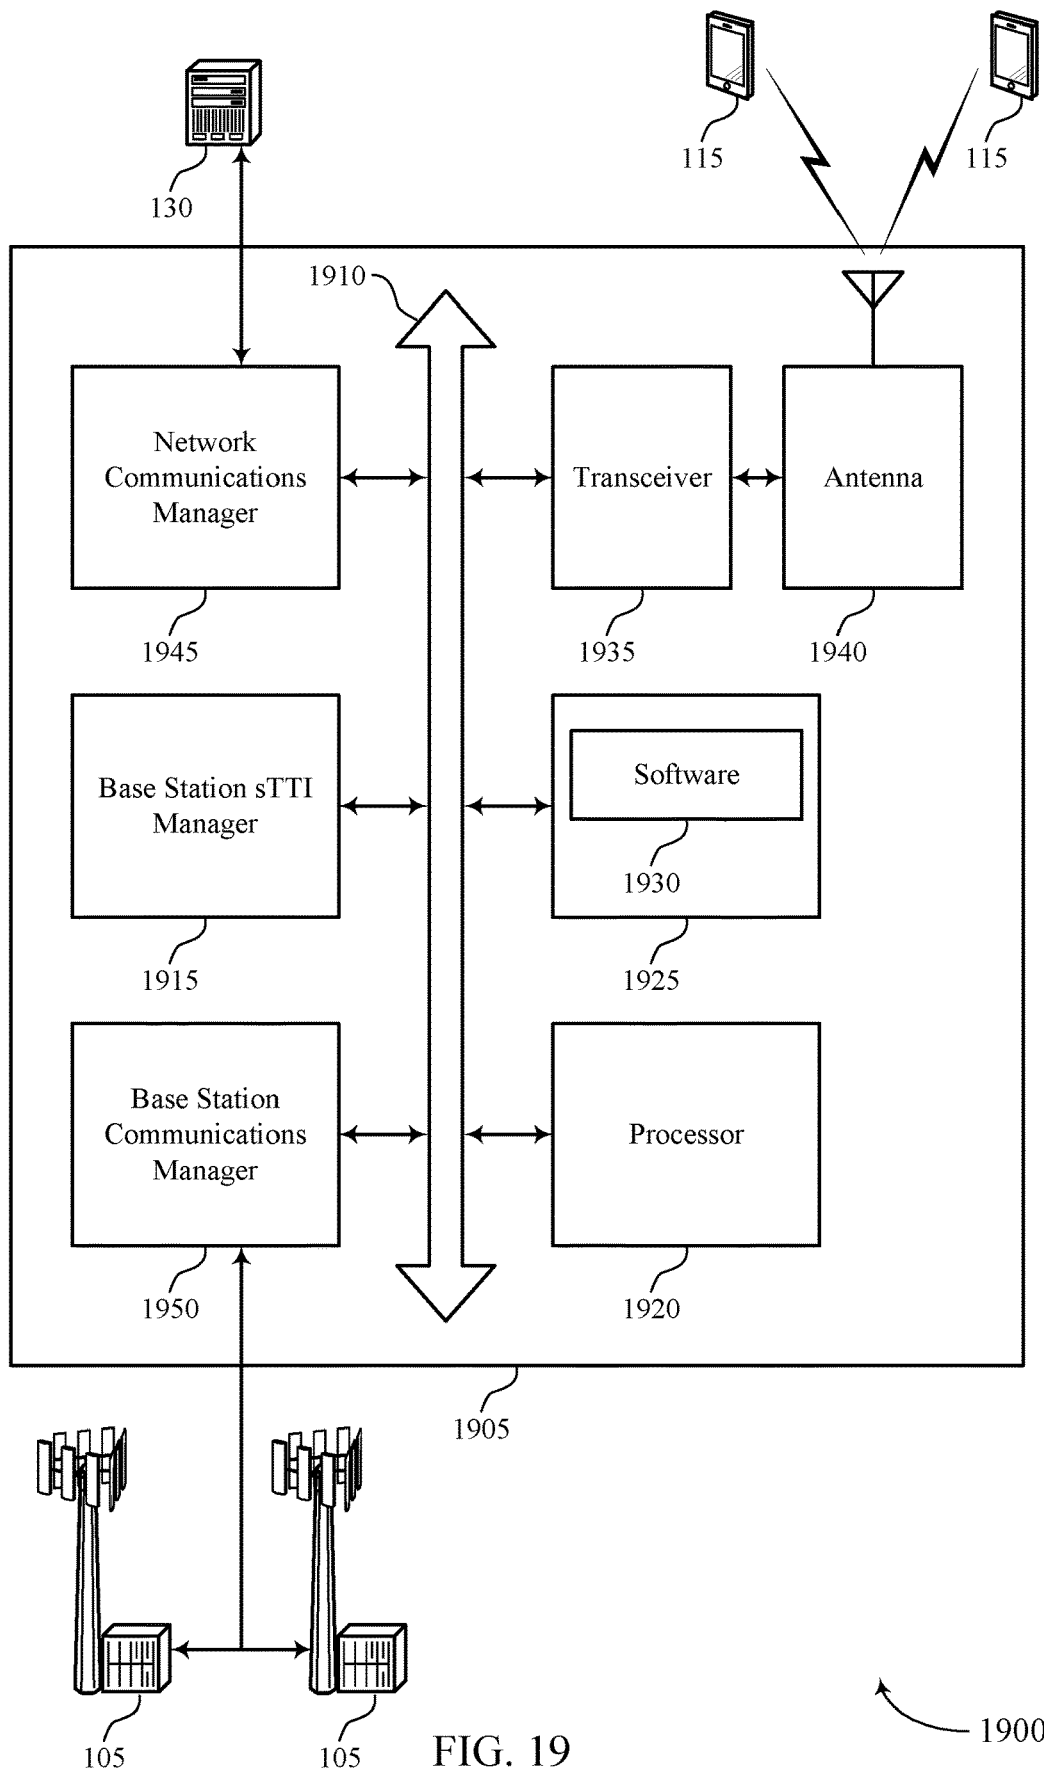 115
115
130
1910
Network
Communications
Manager
Transceiver
Antenna
1945
1935
1940
Base Station sTTI
Manager
Software
1930
1915
1925
Base Station
Communications
Manager
Processor
1950
1920
1905
105
105
FIG. 19
1900